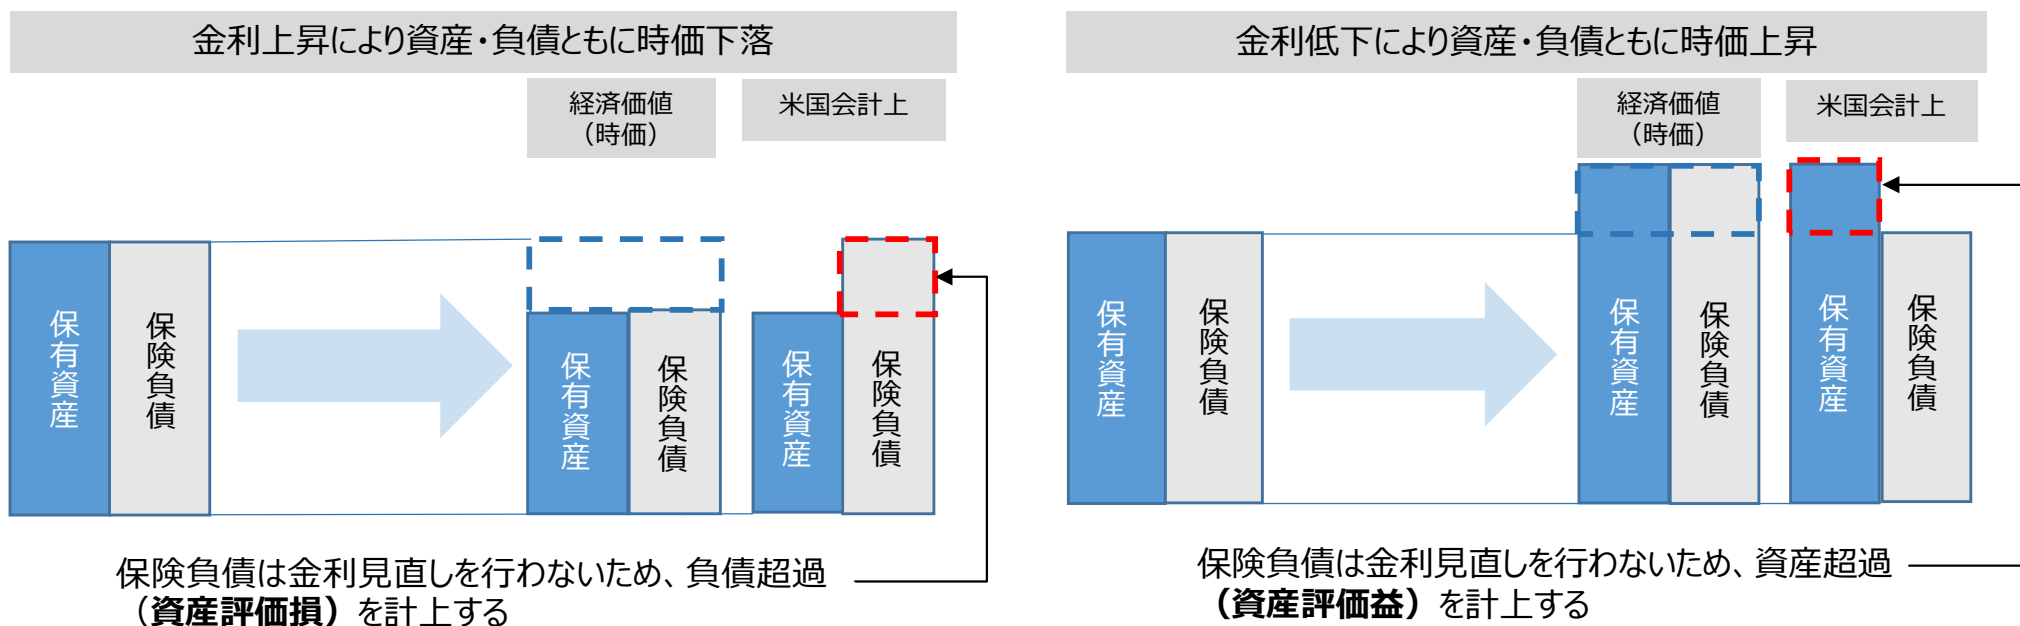 金利上昇により資産・負債ともに時価下落
経済価値
（時価）
米国会計上
保有資産
保険負債
保有資産
保険負債
保有資産
保険負債
保険負債は金利見直しを行わないため、負債超過
（資産評価損）を計上する
金利低下により資産・負債ともに時価上昇
経済価値
（時価）
米国会計上
保有資産
保険負債
保有資産
保険負債
保有資産
保険負債
保険負債は金利見直しを行わないため、資産超過
（資産評価益）を計上する